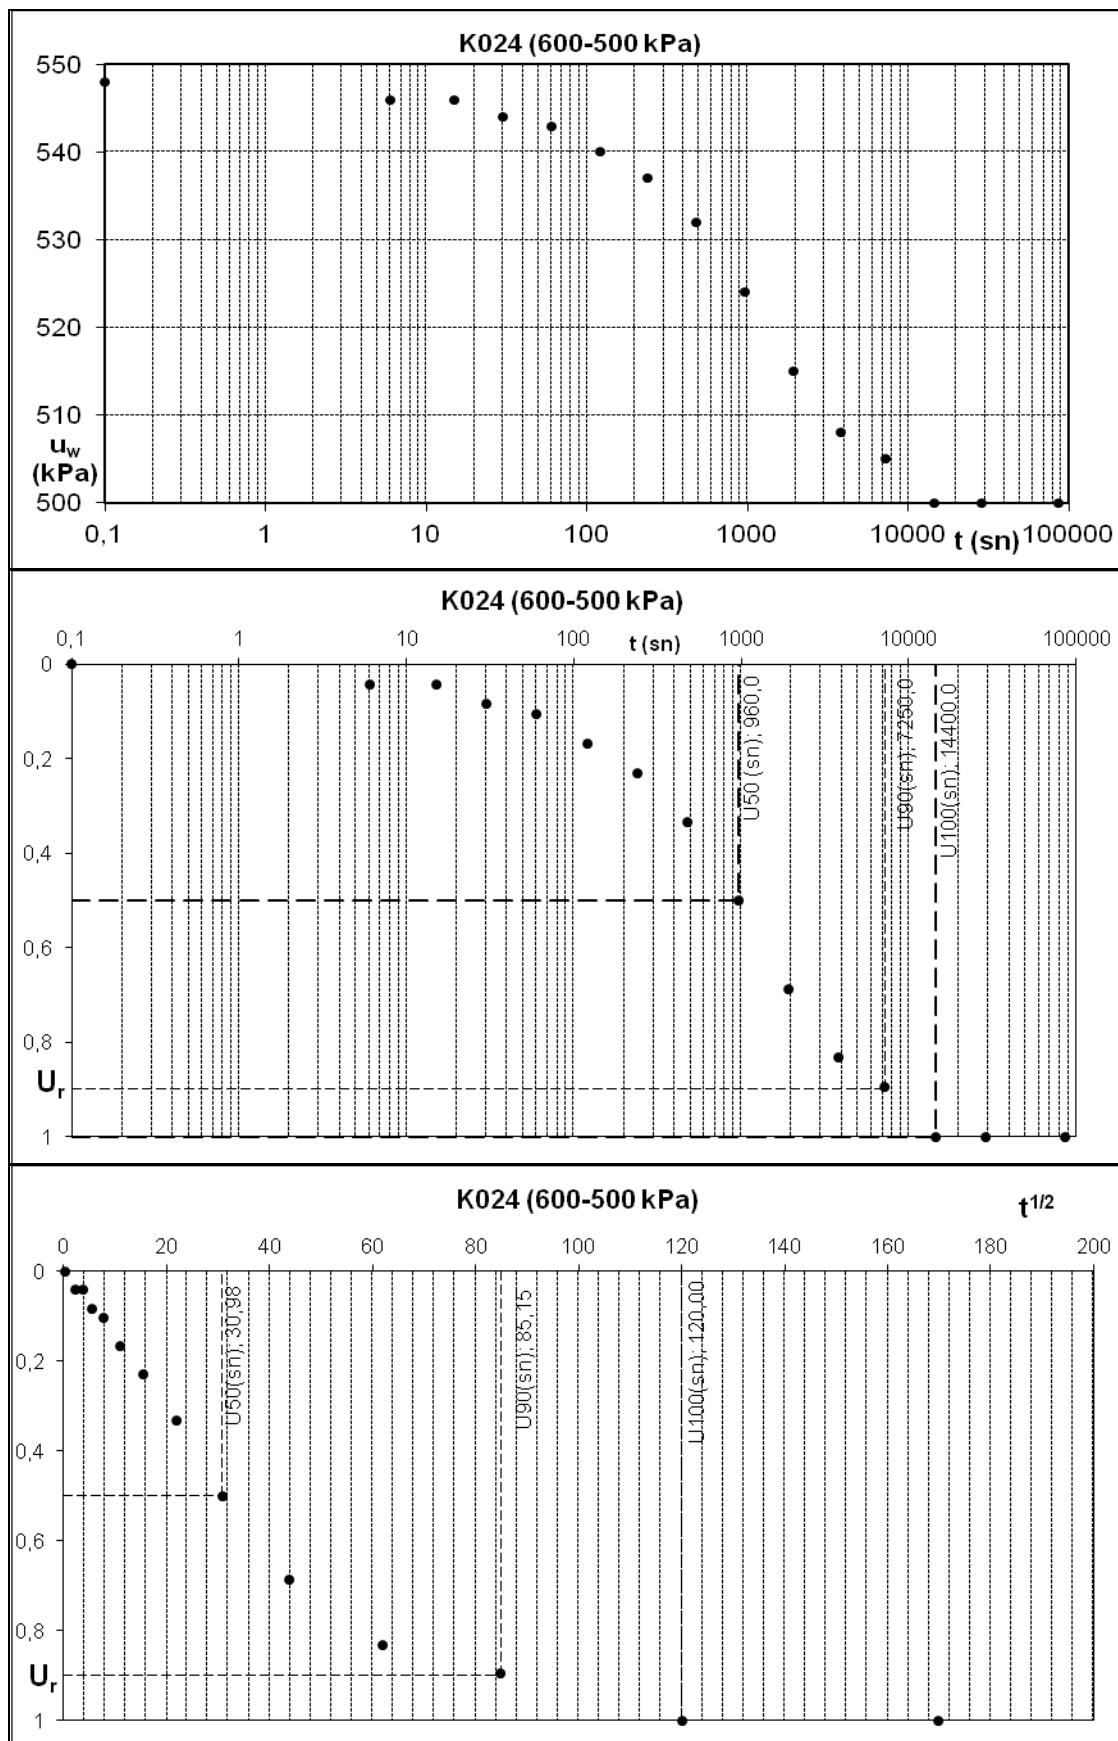 K024 (600-500 kPa)
550
540
530
520
510
u_w
(kPa)
500
0,1 1 10 100 1000 10000 t (sn) 100000
K024 (600-500 kPa)
0,1 1 10 100 t (sn) 1000 10000 100000
0
0,2
0,4
0,6
0,8
U_r
1
U50 (sn); 960,0
U90(sn); 7250,0
U100(sn); 14400,0
K024 (600-500 kPa) t^1/2
0 20 40 60 80 100 120 140 160 180 200
0
0,2
0,4
0,6
0,8
U_r
1
U50(sn); 30,98
U90(sn); 85,15
U100(sn); 120,00